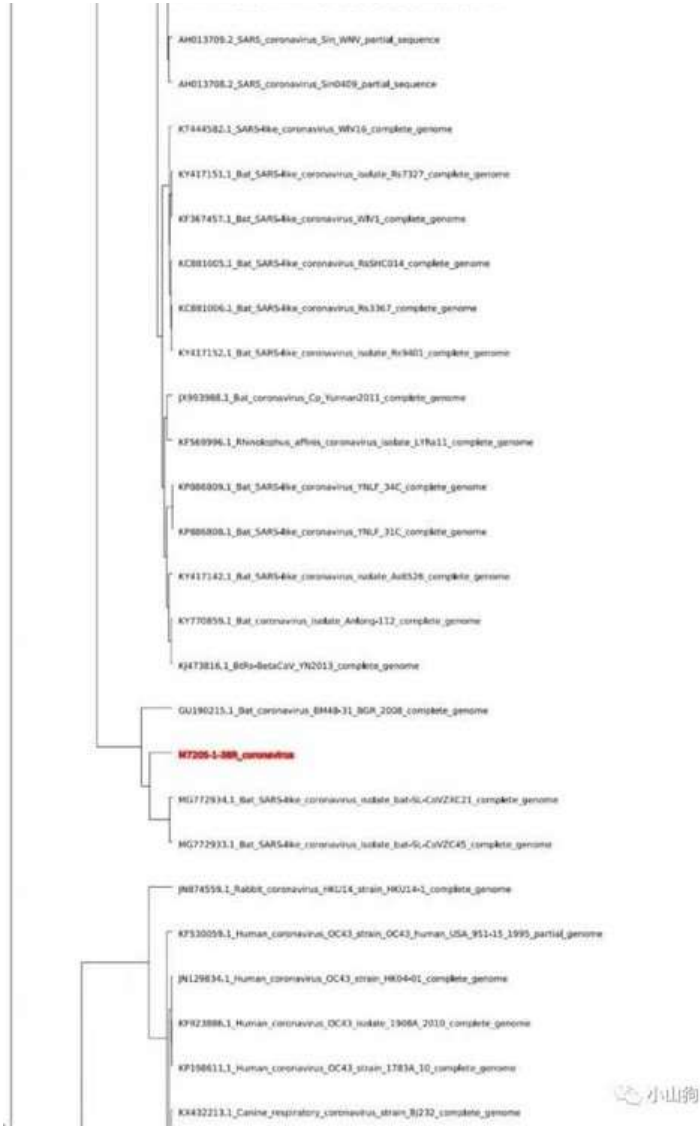 AH013709.2_SARS_coronavirus_Sin_WNV_partial_sequence
AH013708.2_SARS_coronavirus_Sin0409_partial_sequence
KT444582.1_SARS-like_coronavirus_WIV16_complete_genome
KY417151.1_Bat_SARS-like_coronavirus_isolate_Rs7327_complete_genome
KF367457.1_Bat_SARS-like_coronavirus_WIV1_complete_genome
KC881005.1_Bat_SARS-like_coronavirus_RsSHC014_complete_genome
KC881006.1_Bat_SARS-like_coronavirus_Rs3367_complete_genome
KY417152.1_Bat_SARS-like_coronavirus_isolate_Rs9401_complete_genome
JX993988.1_Bat_coronavirus_Cp_Yunnan2011_complete_genome
KF569996.1_Rhinolophus_affinis_coronavirus_isolate_LYRa11_complete_genome
KP886809.1_Bat_SARS-like_coronavirus_YNLF_34C_complete_genome
KP886808.1_Bat_SARS-like_coronavirus_YNLF_31C_complete_genome
KY417142.1_Bat_SARS-like_coronavirus_isolate_As6526_complete_genome
KY770859.1_Bat_coronavirus_isolate_Anlong-112_complete_genome
KJ473816.1_BtRs-BetaCoV_YN2013_complete_genome
GU190215.1_Bat_coronavirus_BM48-31_BGR_2008_complete_genome
MG772934.1_Bat_SARS-like_coronavirus_isolate_bat-SL-CoVZXC21_complete_genome
MG772933.1_Bat_SARS-like_coronavirus_isolate_bat-SL-CoVZC45_complete_genome
JN874559.1_Rabbit_coronavirus_HKU14_strain_HKU14-1_complete_genome
KF530059.1_Human_coronavirus_OC43_strain_OC43_human_USA_951-15_1995_partial_genome
JN129834.1_Human_coronavirus_OC43_strain_HK04-01_complete_genome
KF923886.1_Human_coronavirus_OC43_isolate_1908A_2010_complete_genome
KP198611.1_Human_coronavirus_OC43_strain_1783A_10_complete_genome
小山狗
KX432213.1_Canine_respiratory_coronavirus_strain_BJ232_complete_genome